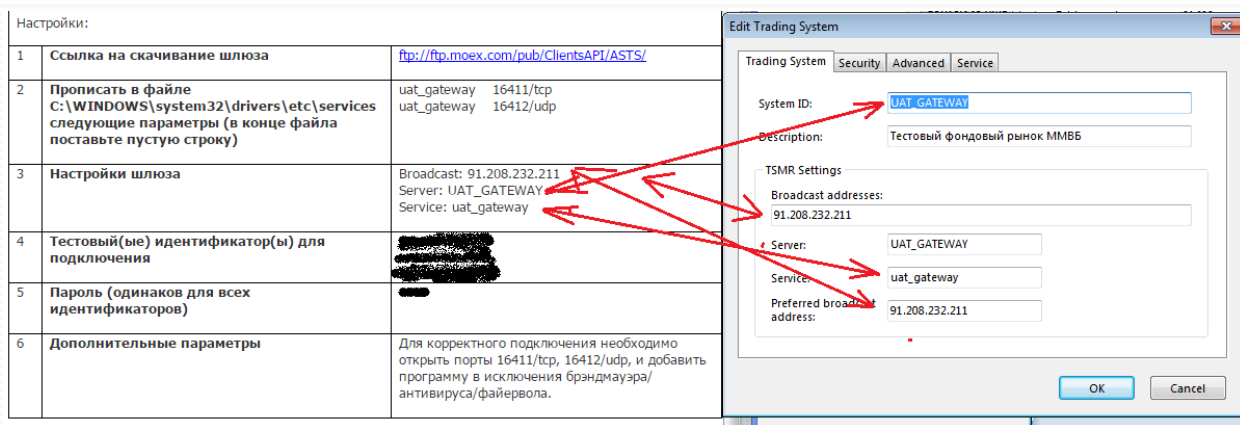 Настройки:
1
Ссылка на скачивание шлюза
ftp://ftp.moex.com/pub/ClientsAPI/ASTS/
2
Прописать в файле
C:\WINDOWS\system32\drivers\etc\services
следующие параметры (в конце файла
поставьте пустую строку)
uat_gateway 16411/tcp
uat_gateway 16412/udp
3
Настройки шлюза
Broadcast: 91.208.232.211
Server: UAT_GATEWAY
Service: uat_gateway
4
Тестовый(ые) идентификатор(ы) для
подключения
5
Пароль (одинаков для всех
идентификаторов)
6
Дополнительные параметры
Для корректного подключения необходимо
открыть порты 16411/tcp, 16412/udp, и добавить
программу в исключения брэндмауэра/
антивируса/файервола.
Edit Trading System
Trading System Security Advanced Service
System ID:
UAT_GATEWAY
Description:
Тестовый фондовый рынок ММВБ
TSMR Settings
Broadcast addresses:
91.208.232.211
Server:
UAT_GATEWAY
Service:
uat_gateway
Preferred broadcast
address:
91.208.232.211
OK
Cancel